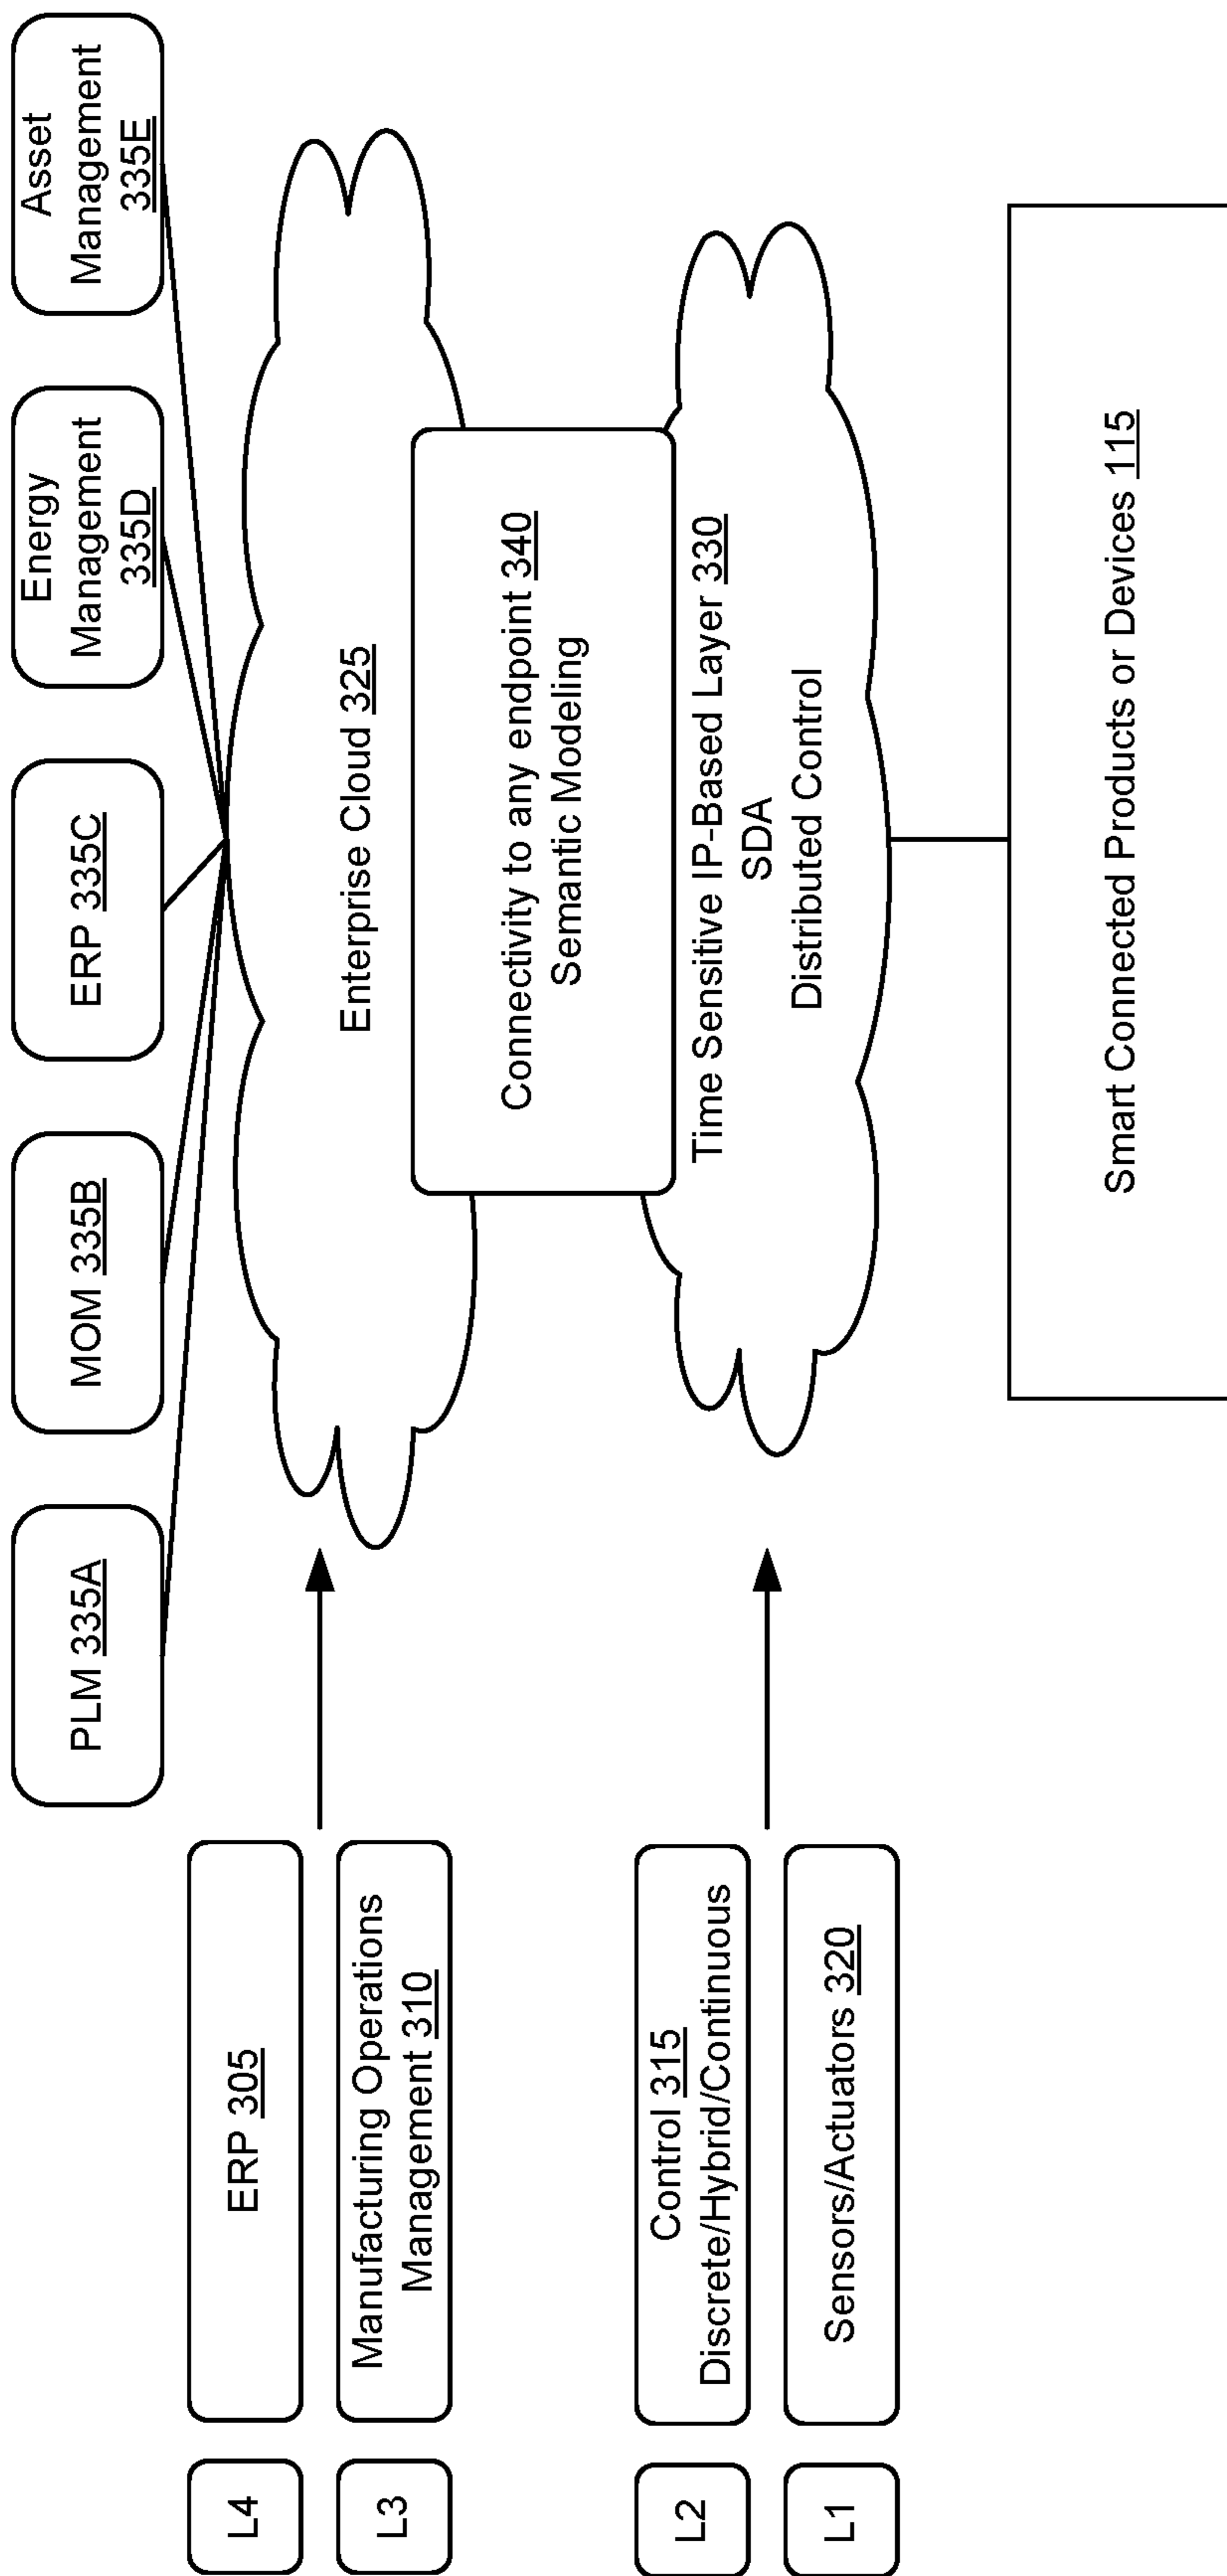 PLM 335A
MOM 335B
ERP 335C
Energy
Management
335D
Asset
Management
335E
L4
ERP 305
L3
Manufacturing Operations
Management 310
Enterprise Cloud 325
Connectivity to any endpoint 340
Semantic Modeling
L2
Control 315
Discrete/Hybrid/Continuous
L1
Sensors/Actuators 320
Time Sensitive IP-Based Layer 330
SDA
Distributed Control
Smart Connected Products or Devices 115